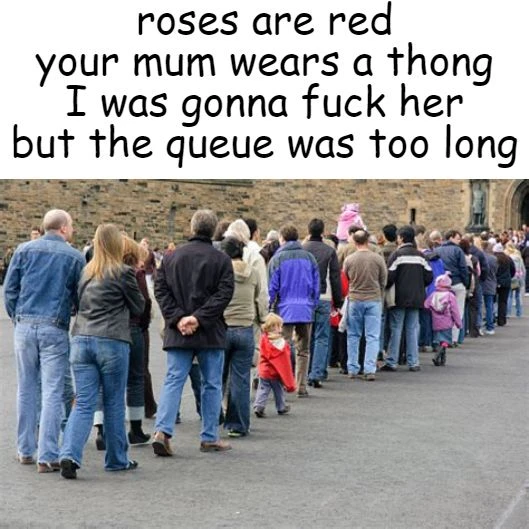 roses are red
your mum wears a thong
I was gonna fuck her
but the queue was too long